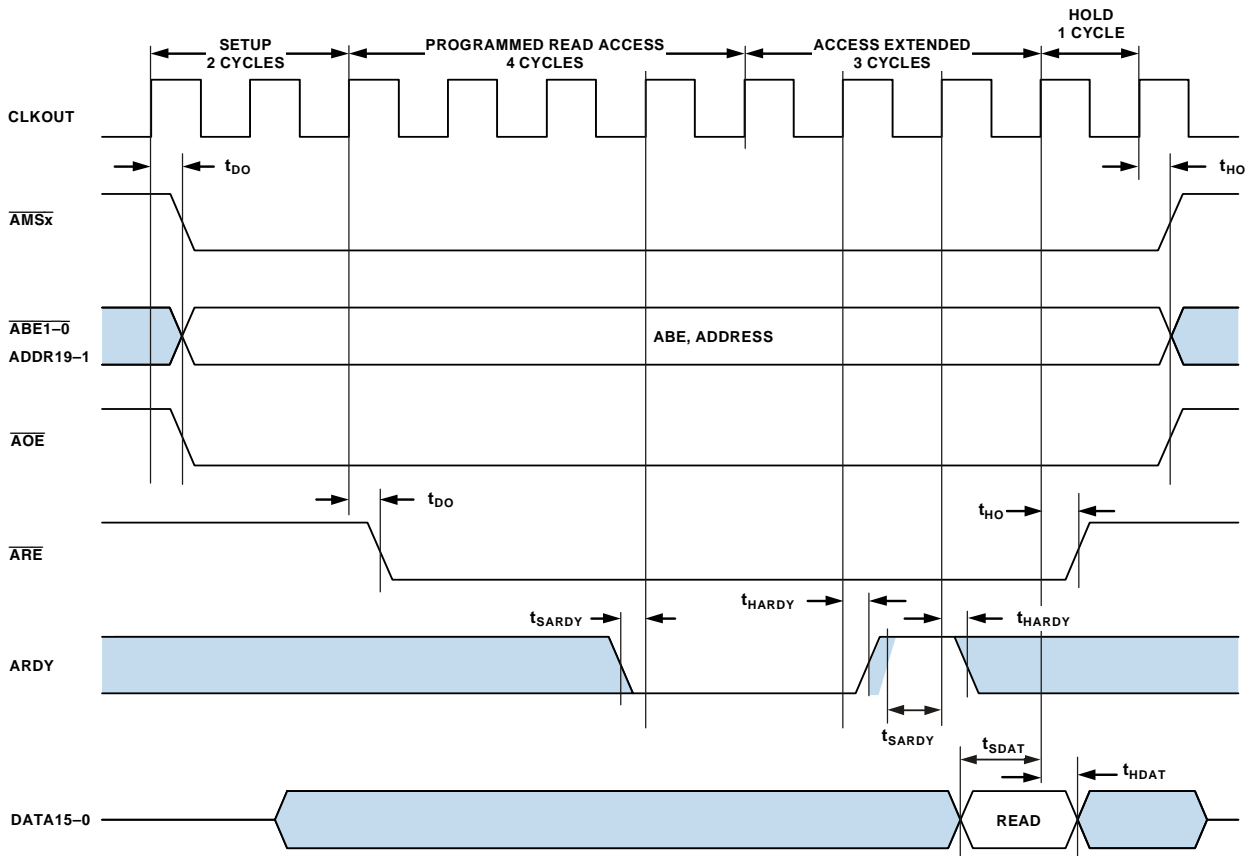 SETUP
2 CYCLES
PROGRAMMED READ ACCESS
4 CYCLES
ACCESS EXTENDED
3 CYCLES
HOLD
1 CYCLE
CLKOUT
tDO
tHO
AMSx
ABE1–0
ADDR19–1
ABE, ADDRESS
AOE
tDO
tHO
ARE
tSARDY
tHARDY
tHARDY
ARDY
tSARDY
tSDAT
tHDAT
DATA15–0
READ